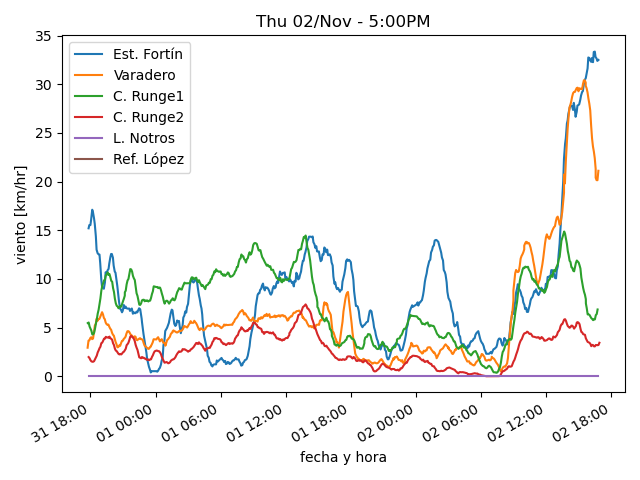 Thu 02/Nov - 5:00PM
35
30
25
20
15
10
5
0
viento [km/hr]
Est. Fortín
Varadero
C. Runge1
C. Runge2
L. Notros
Ref. López
31 18:00
01 00:00
01 06:00
01 12:00
01 18:00
02 00:00
02 06:00
02 12:00
02 18:00
fecha y hora